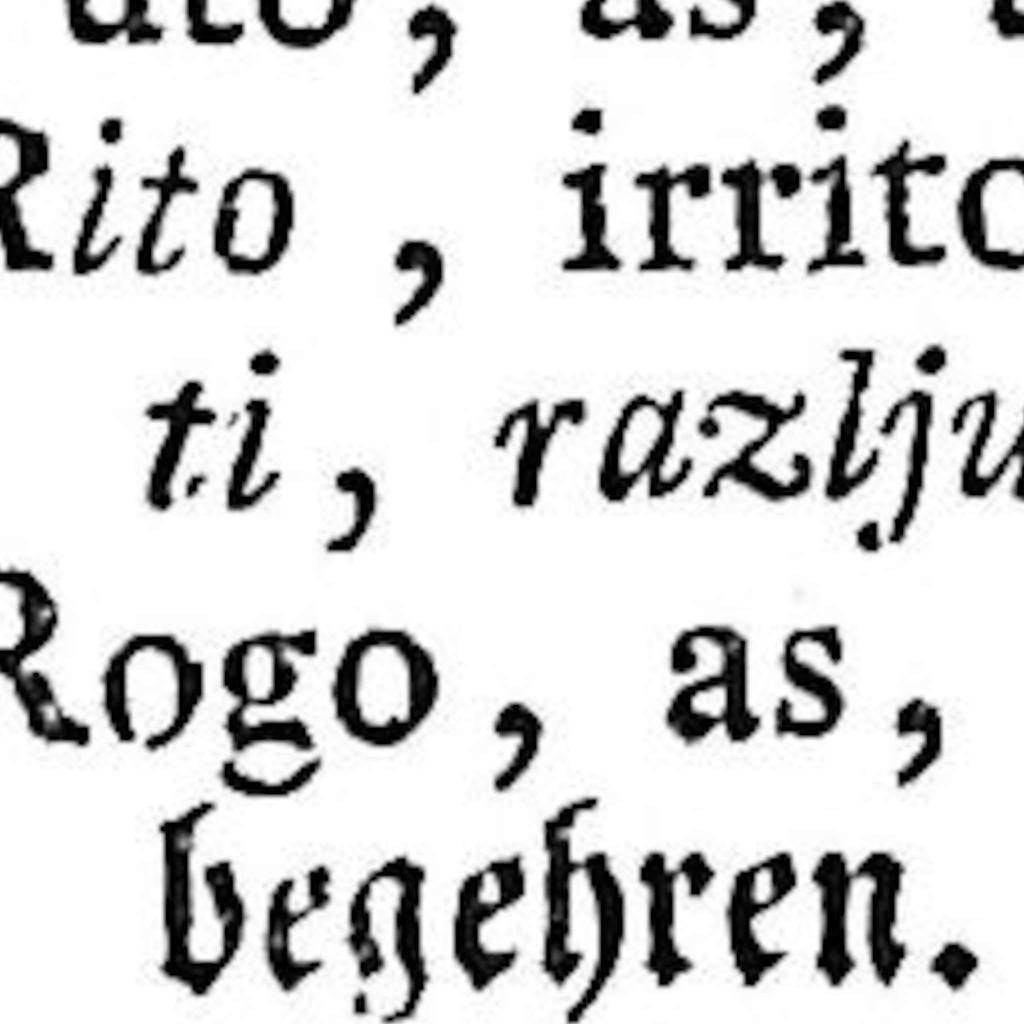 as,
Rito, irrito
ti, razlju
Rogo, as,
begehren.